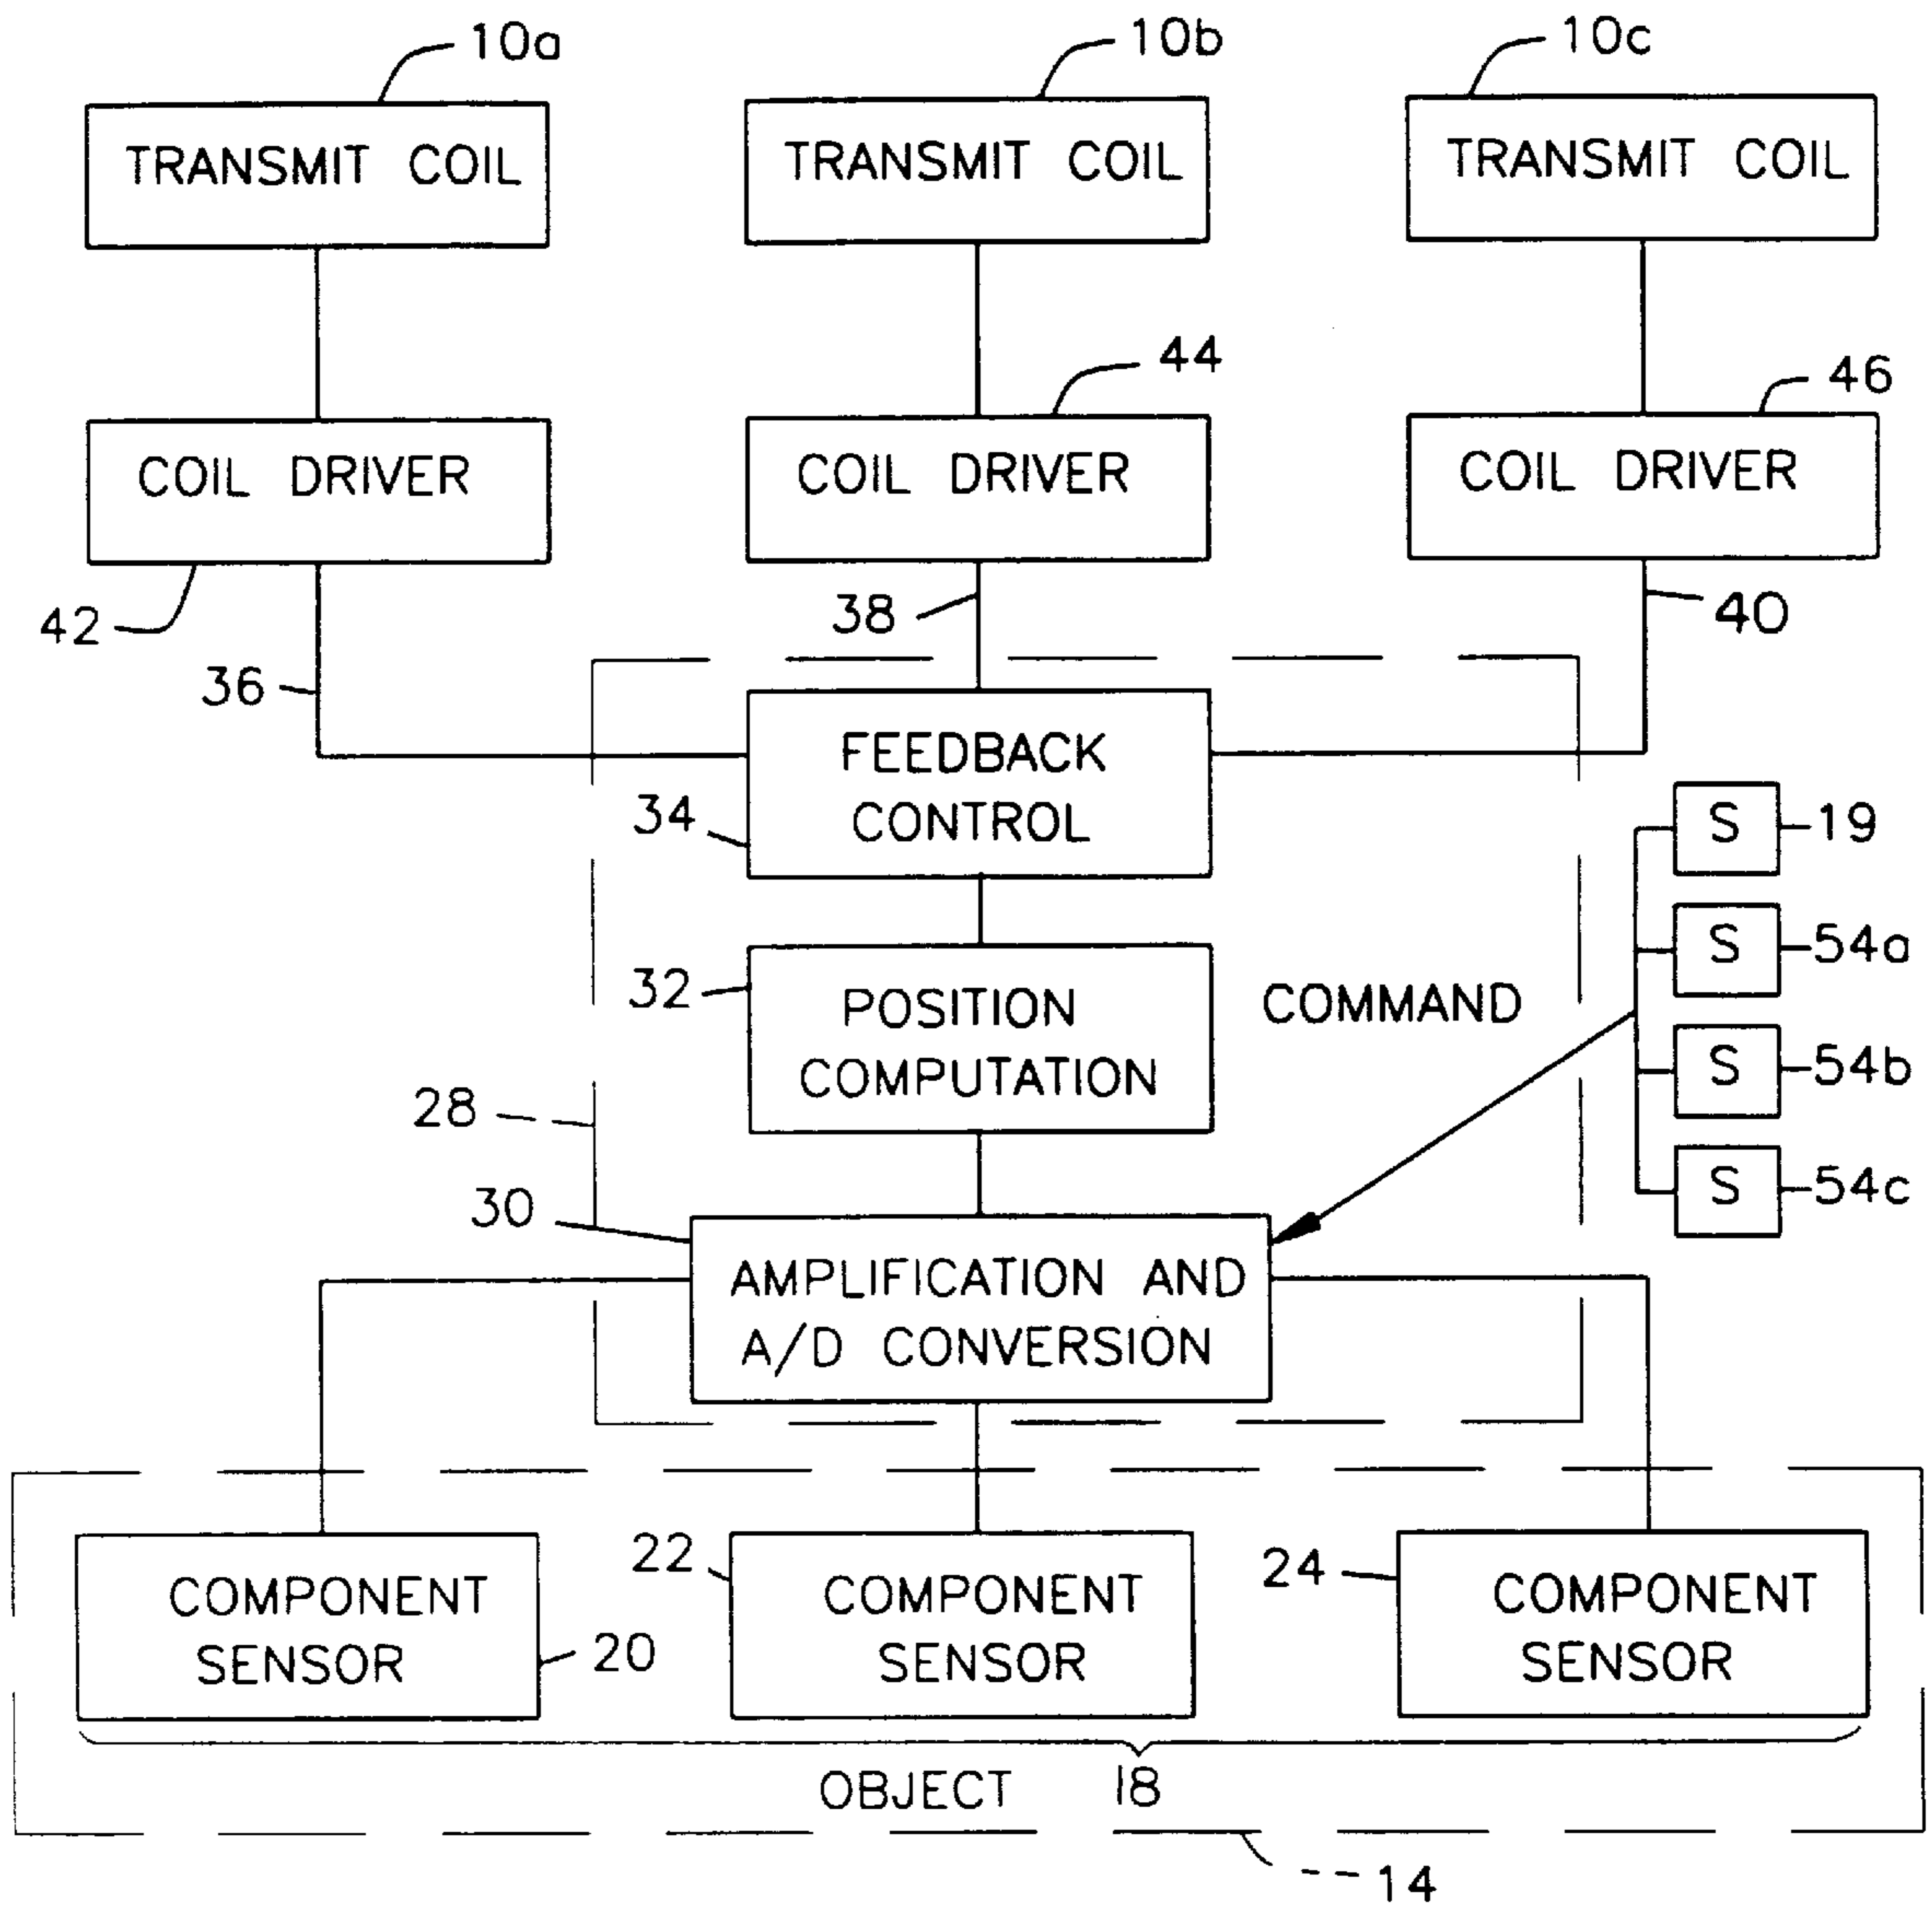 10a
10b
10c
TRANSMIT COIL
TRANSMIT COIL
TRANSMIT COIL
44
46
COIL DRIVER
COIL DRIVER
COIL DRIVER
42
38
40
36
FEEDBACK
CONTROL
34
S
19
S
54a
32
POSITION
COMPUTATION
COMMAND
S
54b
28
S
54c
30
AMPLIFICATION AND
A/D CONVERSION
COMPONENT
SENSOR
20
22
COMPONENT
SENSOR
24
COMPONENT
SENSOR
OBJECT
18
14